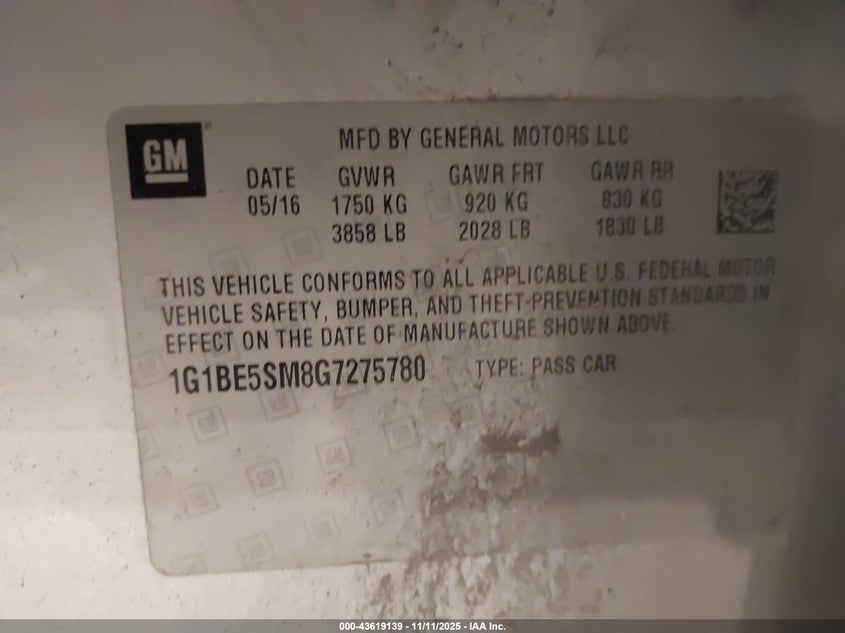 GM
MFD BY GENERAL MOTORS LLC
DATE GVWR GAWR FRT GAWR RR
05/16 1750 KG 920 KG 830 KG
3858 LB 2028 LB 1830 LB
THIS VEHICLE CONFORMS TO ALL APPLICABLE U.S. FEDERAL MOTOR
VEHICLE SAFETY, BUMPER, AND THEFT-PREVENTION STANDARDS IN
EFFECT ON THE DATE OF MANUFACTURE SHOWN ABOVE.
1G1BE5SM8G7275780 TYPE: PASS CAR
000-43619139 - 11/11/2025 - IAA Inc.